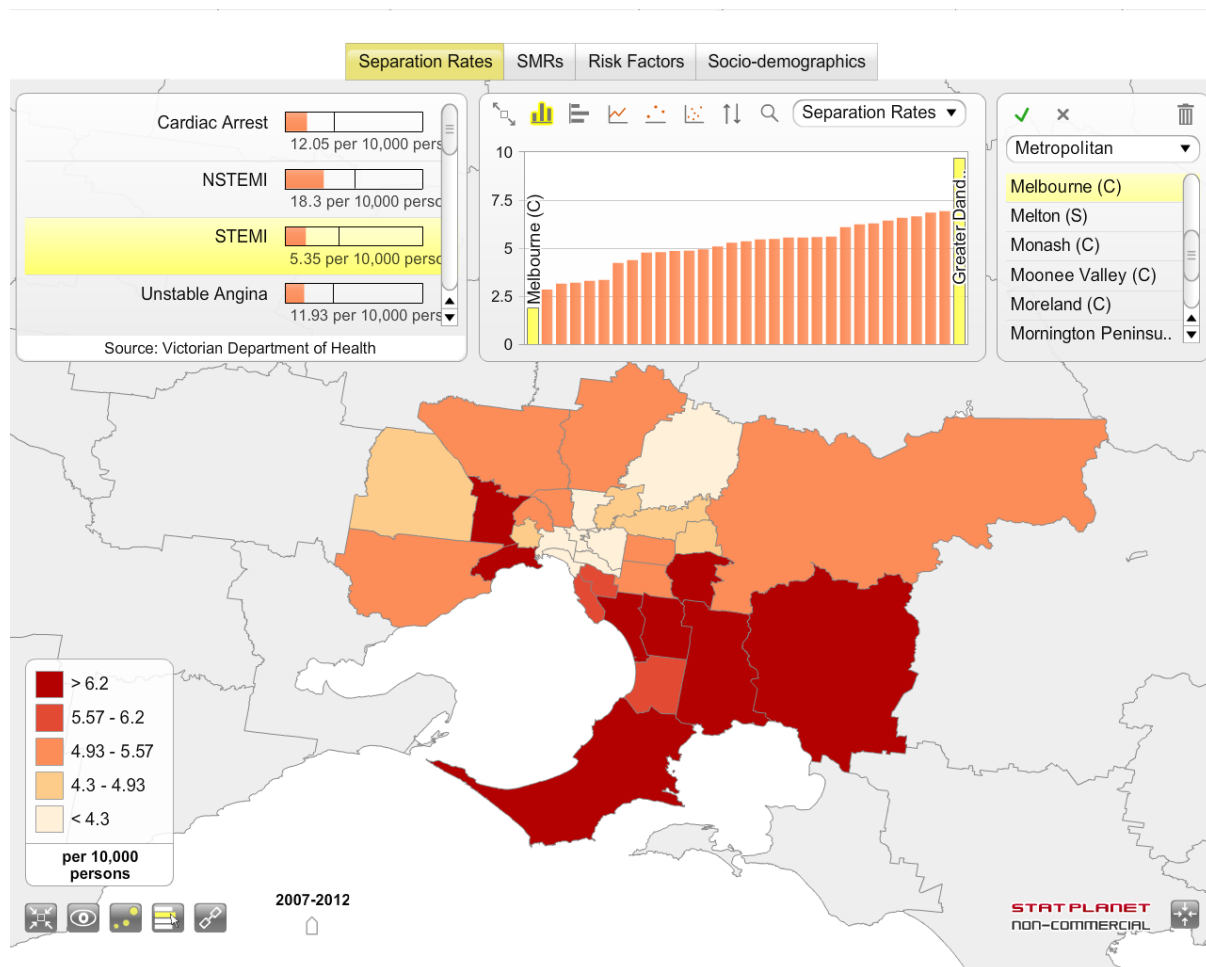 Separation Rates
SMRs
Risk Factors
Socio-demographics
Cardiac Arrest
12.05 per 10,000 pers
NSTEMI
18.3 per 10,000 perso
STEMI
5.35 per 10,000 perso
Unstable Angina
11.93 per 10,000 pers
Source: Victorian Department of Health
Separation Rates
10
7.5
5
2.5
0
Melbourne (C)
Greater Dand..
Metropolitan
Melbourne (C)
Melton (S)
Monash (C)
Moonee Valley (C)
Moreland (C)
Mornington Peninsu..
> 6.2
5.57 - 6.2
4.93 - 5.57
4.3 - 4.93
< 4.3
per 10,000
persons
2007-2012
STATPLANET
NON-COMMERCIAL